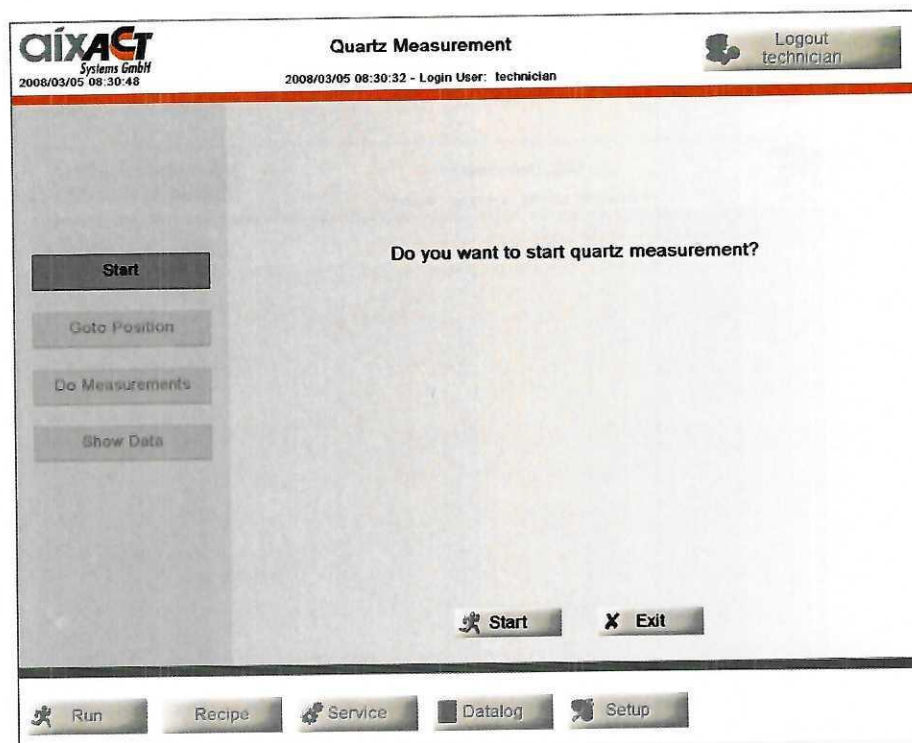 aixACT
Systems GmbH
2008/03/05 08:30:48
Quartz Measurement
2008/03/05 08:30:32 - Login User: technician
Logout
technician
Start
Goto Position
Do Measurements
Show Data
Do you want to start quartz measurement?
Start
Exit
Run
Recipe
Service
Datalog
Setup